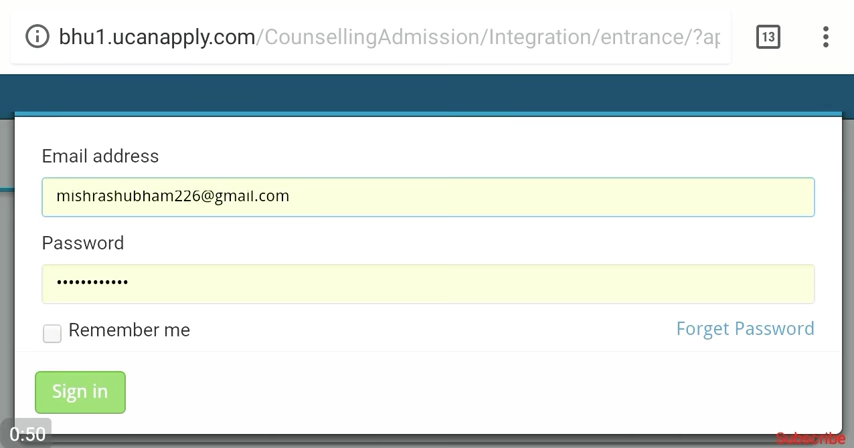 bhu1.ucanapply.com/CounsellingAdmission/Integration/entrance/?ap
13
Email address
mishrashubham226@gmail.com
Password
••••••••••••
Remember me
Forget Password
Sign in
0:50
Subscribe